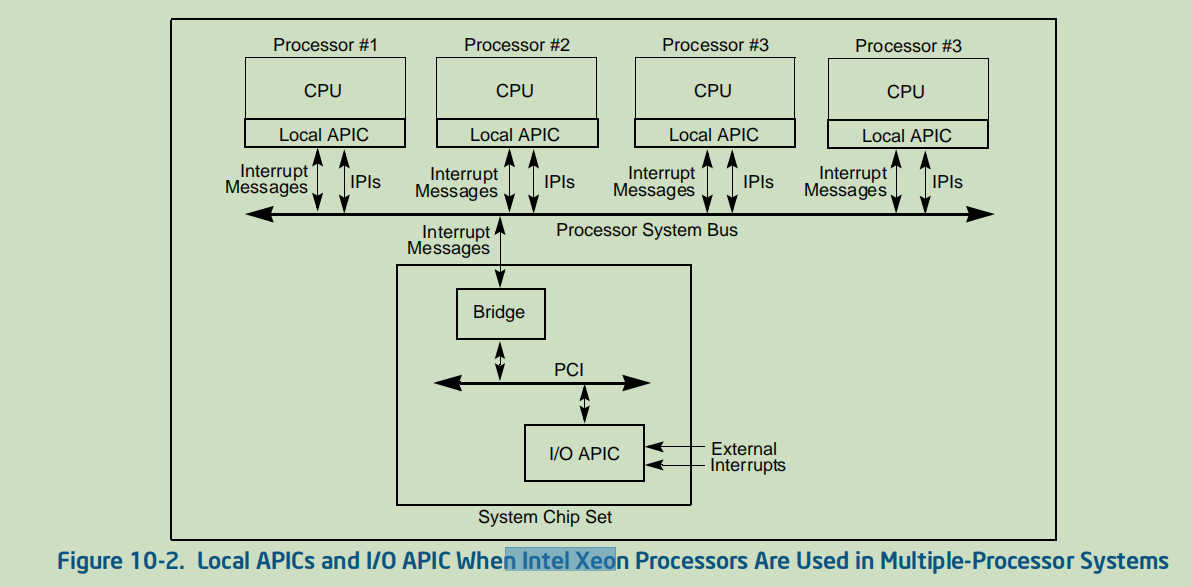 Processor #1
Processor #2
Processor #3
Processor #3
CPU
CPU
CPU
CPU
Local APIC
Local APIC
Local APIC
Local APIC
Interrupt
Messages
IPIs
Interrupt
Messages
IPIs
Interrupt
Messages
IPIs
Interrupt
Messages
IPIs
Processor System Bus
Interrupt
Messages
Bridge
PCI
I/O APIC
External
Interrupts
System Chip Set
Figure 10-2. Local APICs and I/O APIC When Intel Xeon Processors Are Used in Multiple-Processor Systems